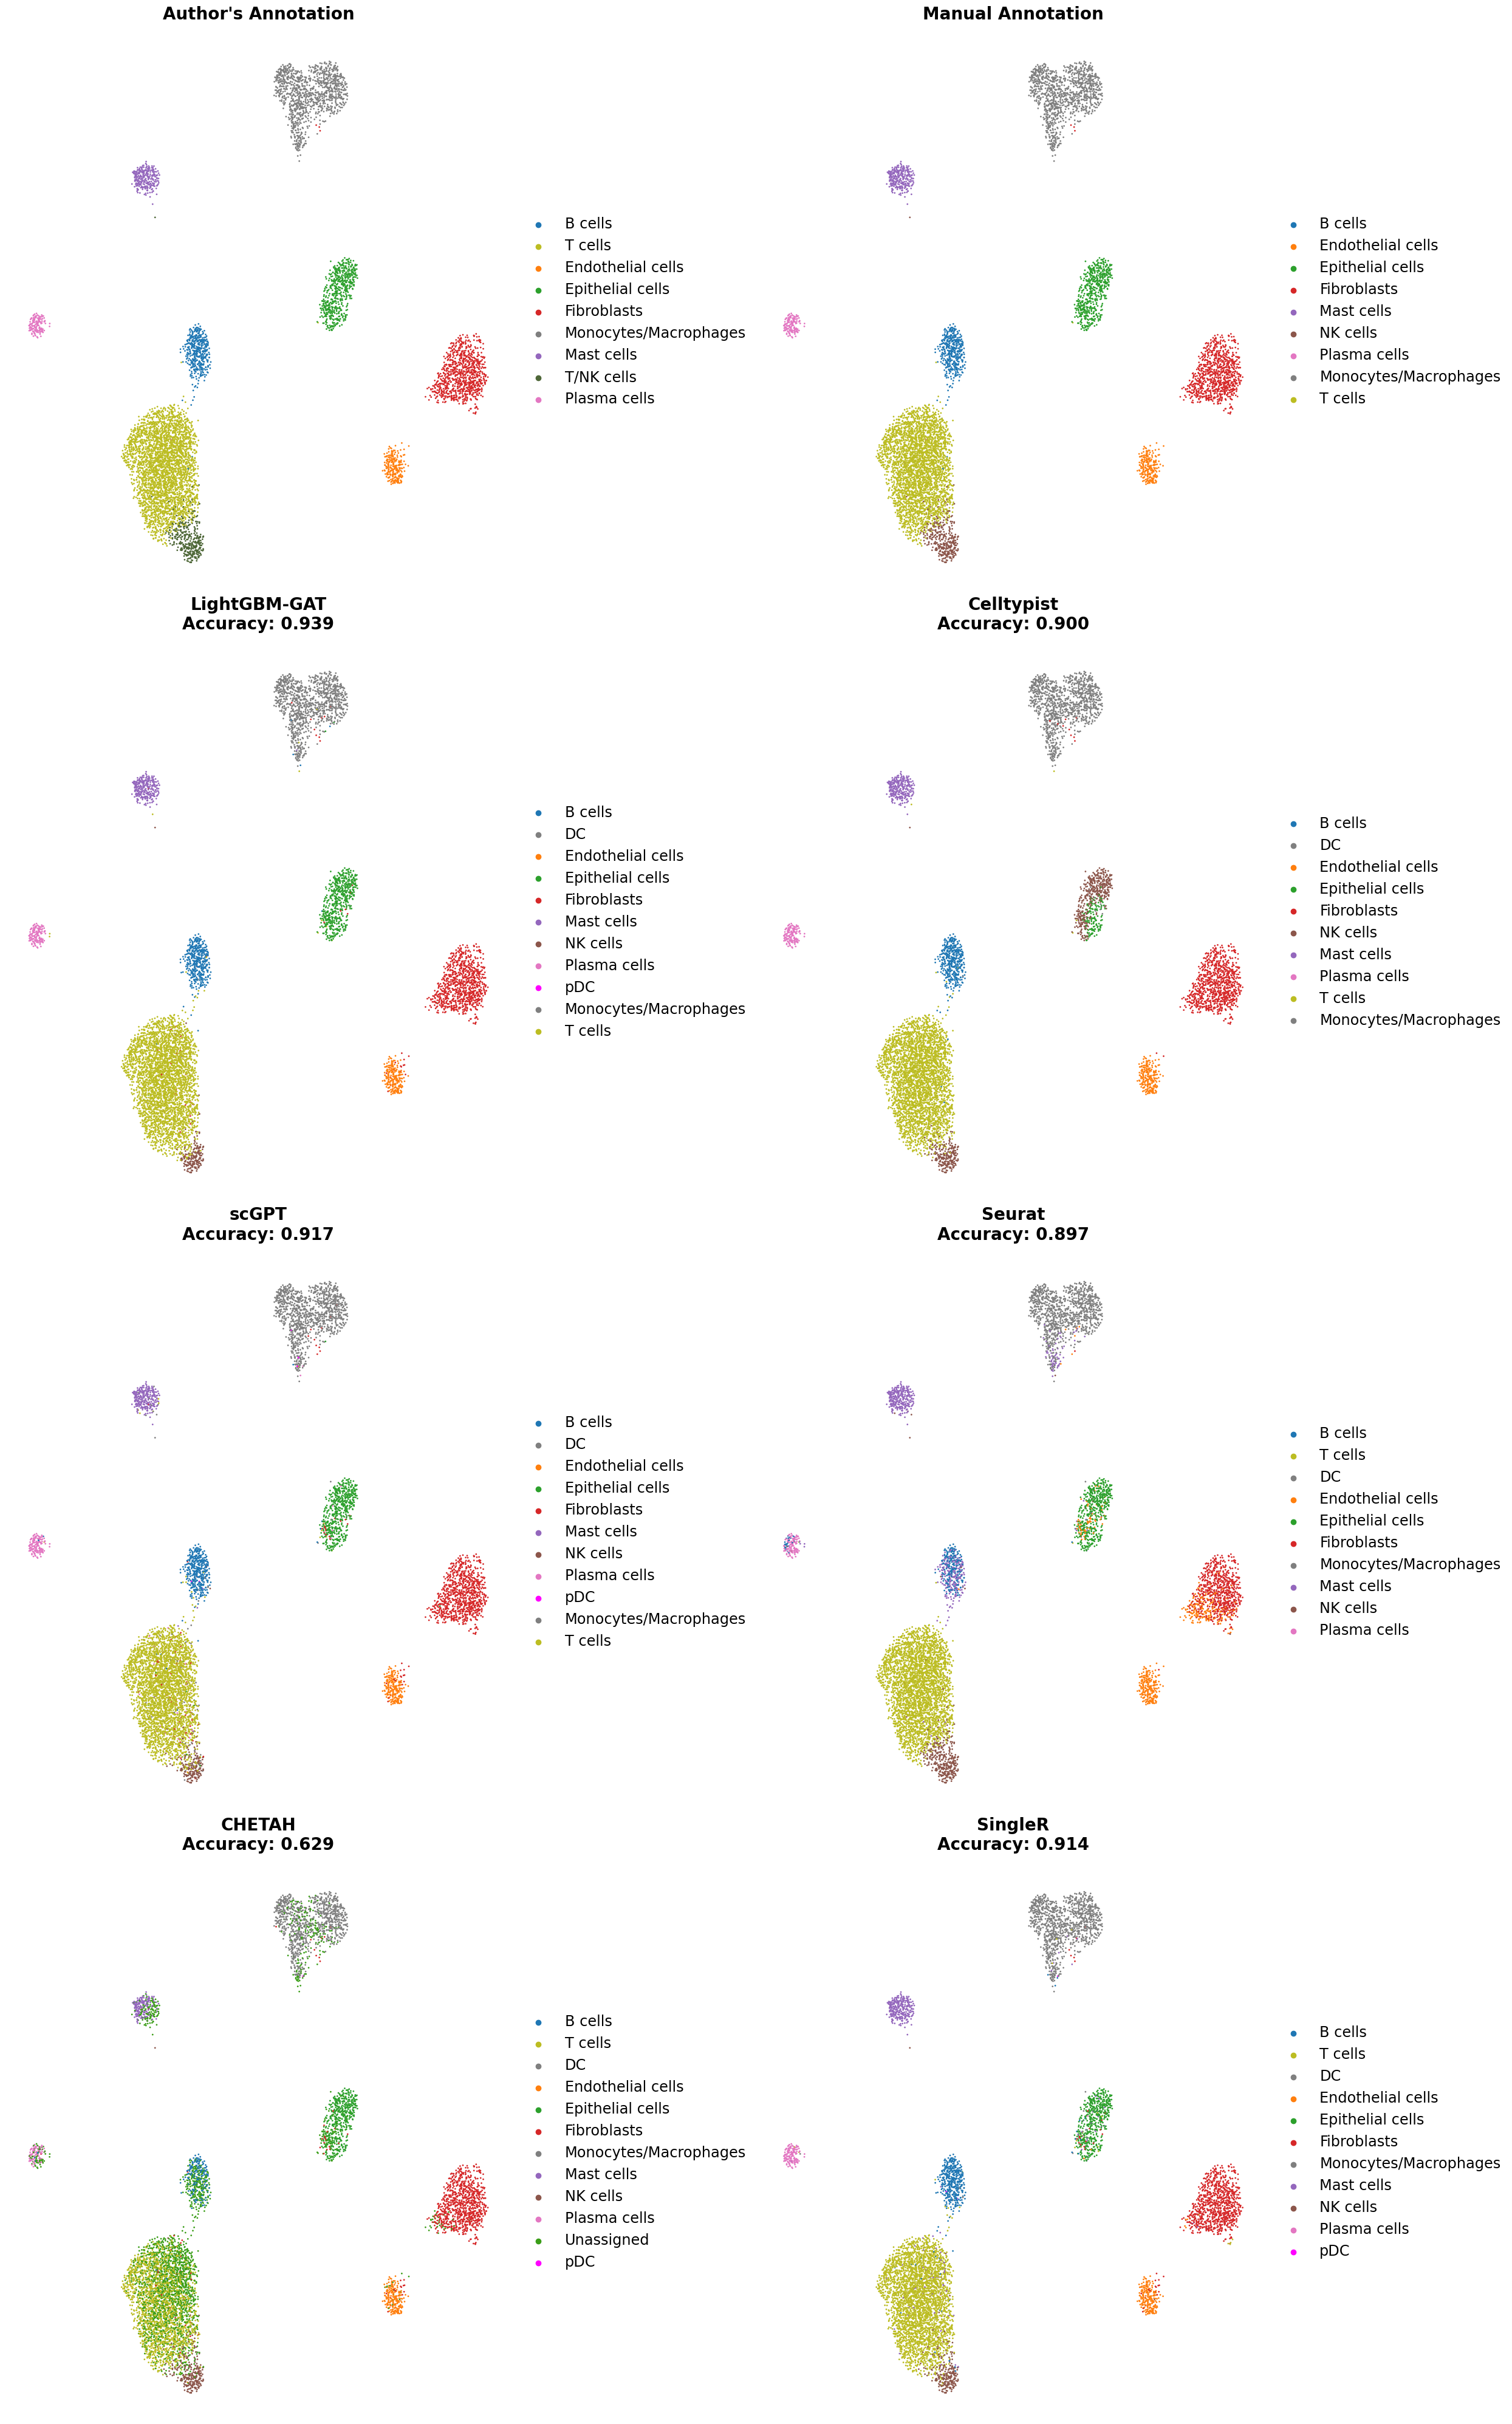 Author's Annotation
B cells
T cells
Endothelial cells
Epithelial cells
Fibroblasts
Monocytes/Macrophages
Mast cells
T/NK cells
Plasma cells
Manual Annotation
B cells
Endothelial cells
Epithelial cells
Fibroblasts
Mast cells
NK cells
Plasma cells
Monocytes/Macrophages
T cells
LightGBM-GAT
Accuracy: 0.939
B cells
DC
Endothelial cells
Epithelial cells
Fibroblasts
Mast cells
NK cells
Plasma cells
pDC
Monocytes/Macrophages
T cells
Celltypist
Accuracy: 0.900
B cells
DC
Endothelial cells
Epithelial cells
Fibroblasts
NK cells
Mast cells
Plasma cells
T cells
Monocytes/Macrophages
scGPT
Accuracy: 0.917
B cells
DC
Endothelial cells
Epithelial cells
Fibroblasts
Mast cells
NK cells
Plasma cells
pDC
Monocytes/Macrophages
T cells
Seurat
Accuracy: 0.897
B cells
T cells
DC
Endothelial cells
Epithelial cells
Fibroblasts
Monocytes/Macrophages
Mast cells
NK cells
Plasma cells
CHETAH
Accuracy: 0.629
B cells
T cells
DC
Endothelial cells
Epithelial cells
Fibroblasts
Monocytes/Macrophages
Mast cells
NK cells
Plasma cells
Unassigned
pDC
SingleR
Accuracy: 0.914
B cells
T cells
DC
Endothelial cells
Epithelial cells
Fibroblasts
Monocytes/Macrophages
Mast cells
NK cells
Plasma cells
pDC